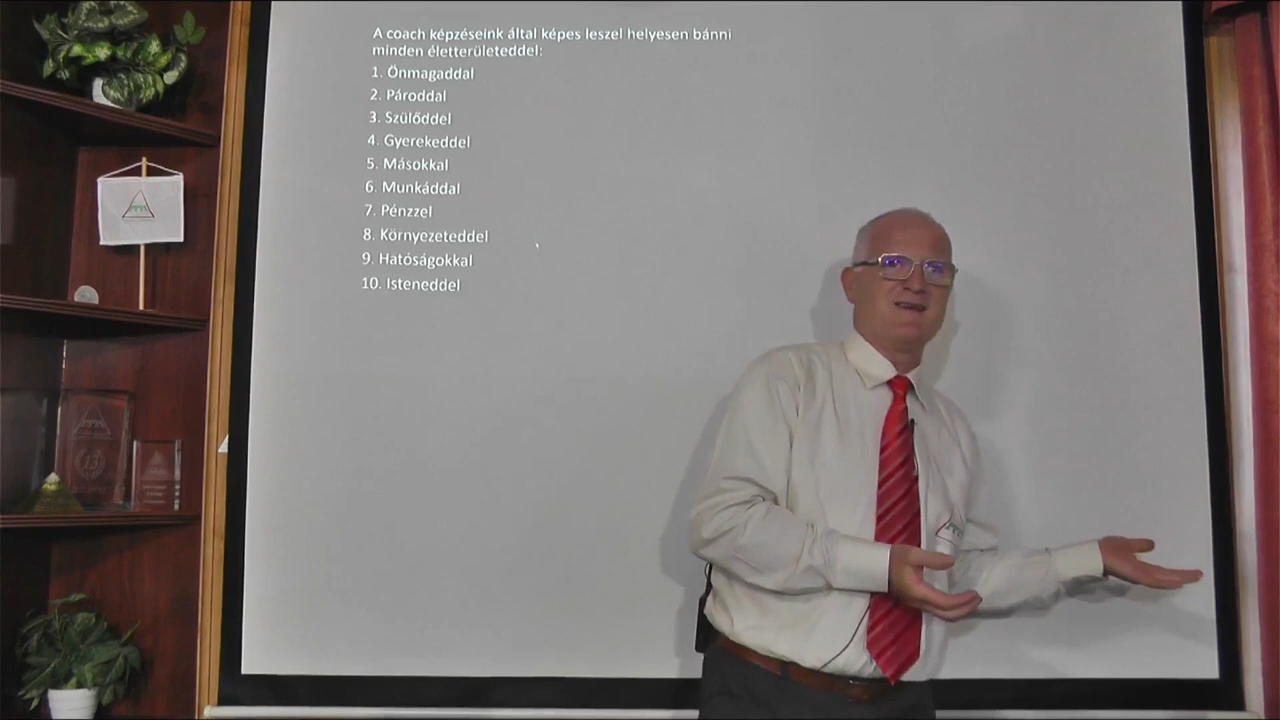 A coach képzéseink által képes leszel helyesen bánni
minden életterületeddel:
1. Önmagaddal
2. Pároddal
3. Szülőddel
4. Gyerekeddel
5. Másokkal
6. Munkáddal
7. Pénzzel
8. Környezeteddel
9. Hatóságokkal
10. Isteneddel
13